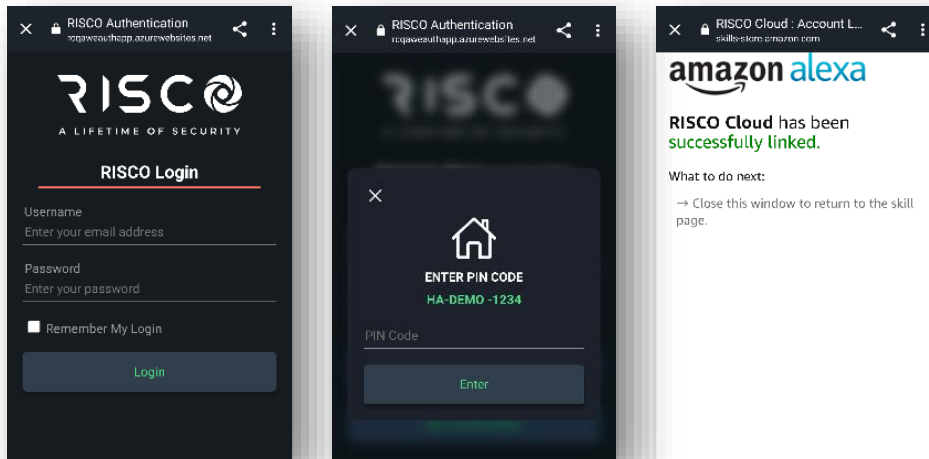 RISCO Authentication
rcqaweauthapp.azurewebsites.net
RISCO
A LIFETIME OF SECURITY
RISCO Login
Username
Enter your email address
Password
Enter your password
Remember My Login
Login
RISCO Authentication
rcqaweauthapp.azurewebsites.net
RISCO
ENTER PIN CODE
HA-DEMO -1234
PIN Code
Enter
RISCO Cloud : Account L...
skills-store.amazon.com
amazon alexa
RISCO Cloud has been
successfully linked.
What to do next:
→ Close this window to return to the skill
page.